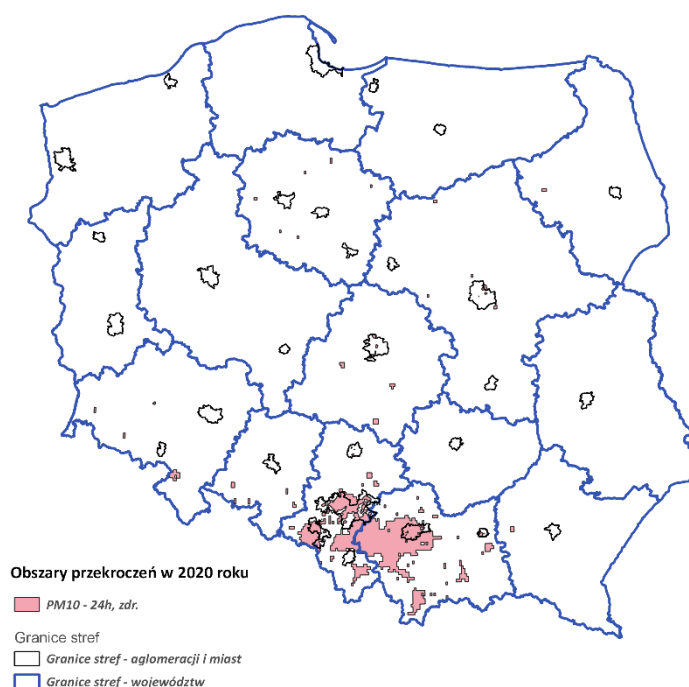 Obszary przekroczeń w 2020 roku
PM10 - 24h, zdr.
Granice stref
Granice stref - aglomeracji i miast
Granice stref - województw